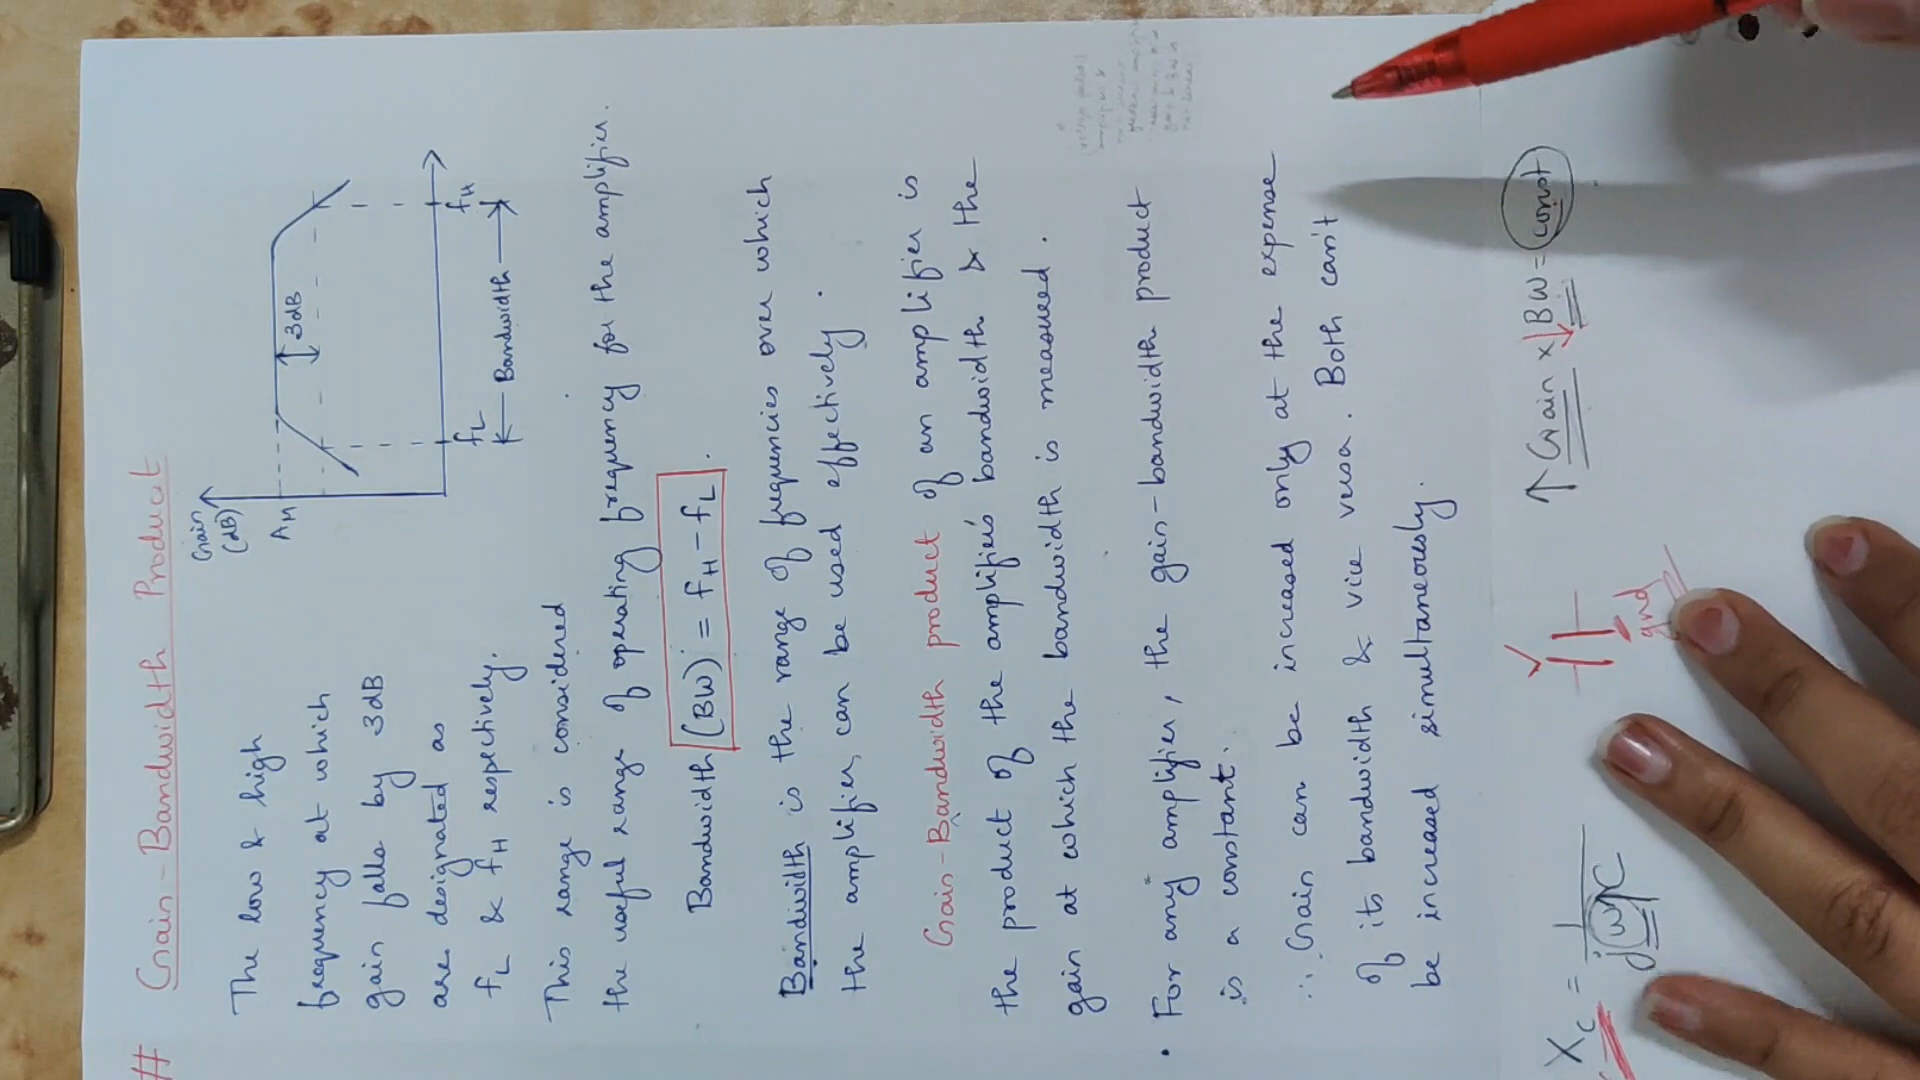 # Gain-Bandwidth Product
The low & high
frequency at which
gain falls by 3dB
are designated as
fL & fH respectively.
Gain
(dB)
AM
3dB
fL
fH
Bandwidth
This range is considered
the useful range of operating frequency for the amplifier.
Bandwidth (BW) = fH - fL.
Bandwidth is the range of frequencies over which
the amplifier, can be used effectively.
Gain-Bandwidth product of an amplifier is
the product of the amplifier's bandwidth & the
gain at which the bandwidth is measured.
• For any amplifier, the gain-bandwidth product
is a constant.
∴ Gain can be increased only at the expense
of its bandwidth & vice versa. Both can't
be increased simultaneously.
XC = 1/jωC
gnd
↑ Gain × ↓BW = const